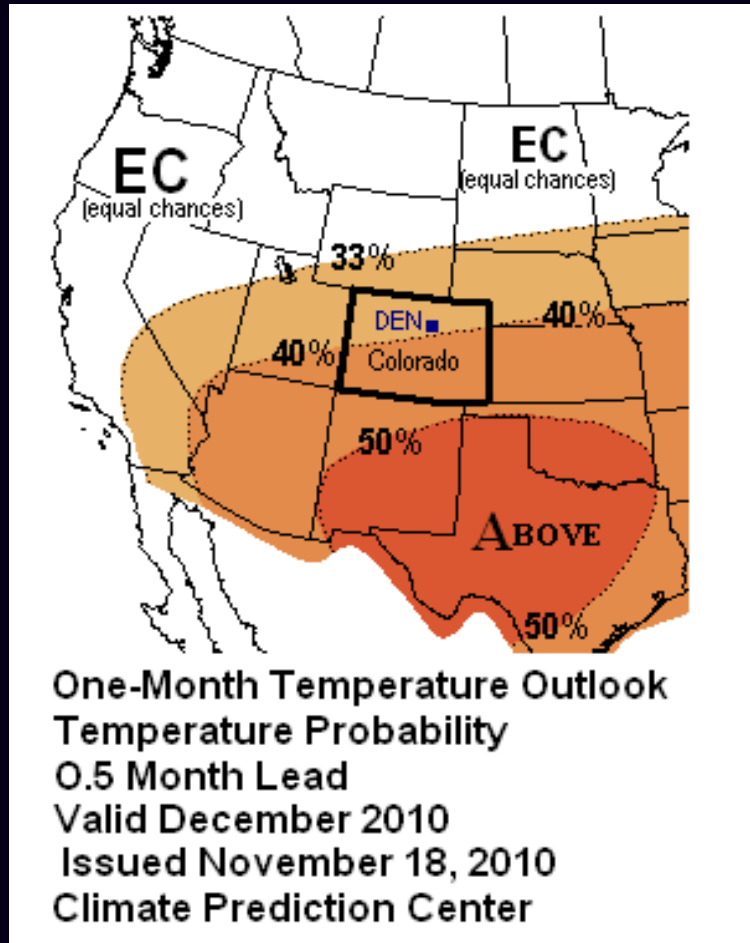 EC
(equal chances)
EC
(equal chances)
33%
DEN
40%
40%
Colorado
50%
ABOVE
50%
One-Month Temperature Outlook
Temperature Probability
0.5 Month Lead
Valid December 2010
Issued November 18, 2010
Climate Prediction Center